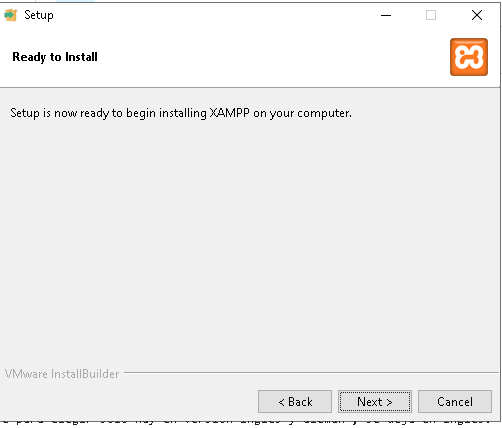 Setup
Ready to Install
Setup is now ready to begin installing XAMPP on your computer.
VMware InstallBuilder
< Back
Next >
Cancel